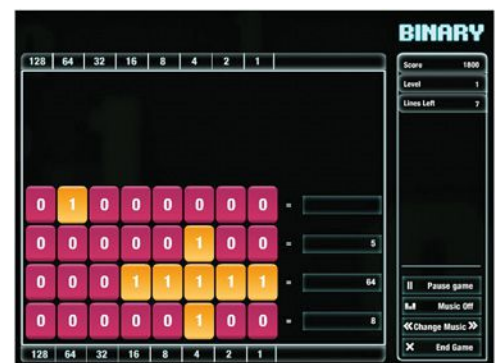 BINARY
128 64 32 16 8 4 2 1
Score 1800
Level 1
Lines Left 7
0 1 0 0 0 0 0 0 =
0 0 0 0 0 1 0 0 = 5
0 0 0 1 1 1 1 1 = 64
0 0 0 0 0 1 0 0 = 8
128 64 32 16 8 4 2 1
Pause game
Music Off
Change Music
X End Game